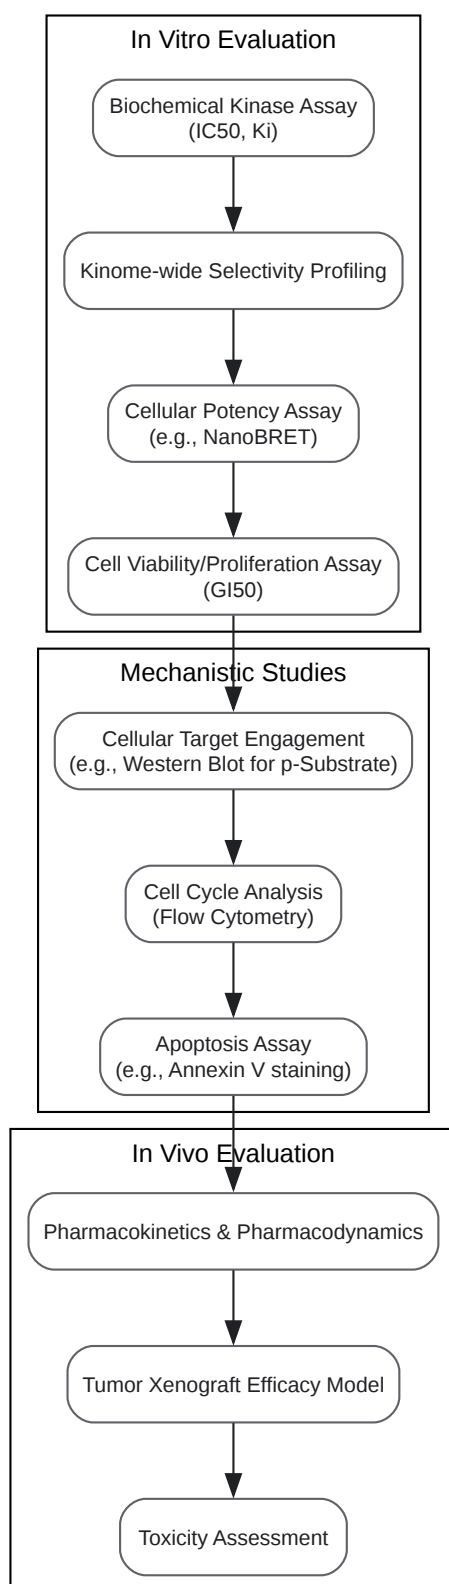 In Vitro Evaluation
Biochemical Kinase Assay
(IC50, Ki)
Kinome-wide Selectivity Profiling
Cellular Potency Assay
(e.g., NanoBRET)
Cell Viability/Proliferation Assay
(GI50)
Mechanistic Studies
Cellular Target Engagement
(e.g., Western Blot for p-Substrate)
Cell Cycle Analysis
(Flow Cytometry)
Apoptosis Assay
(e.g., Annexin V staining)
In Vivo Evaluation
Pharmacokinetics & Pharmacodynamics
Tumor Xenograft Efficacy Model
Toxicity Assessment